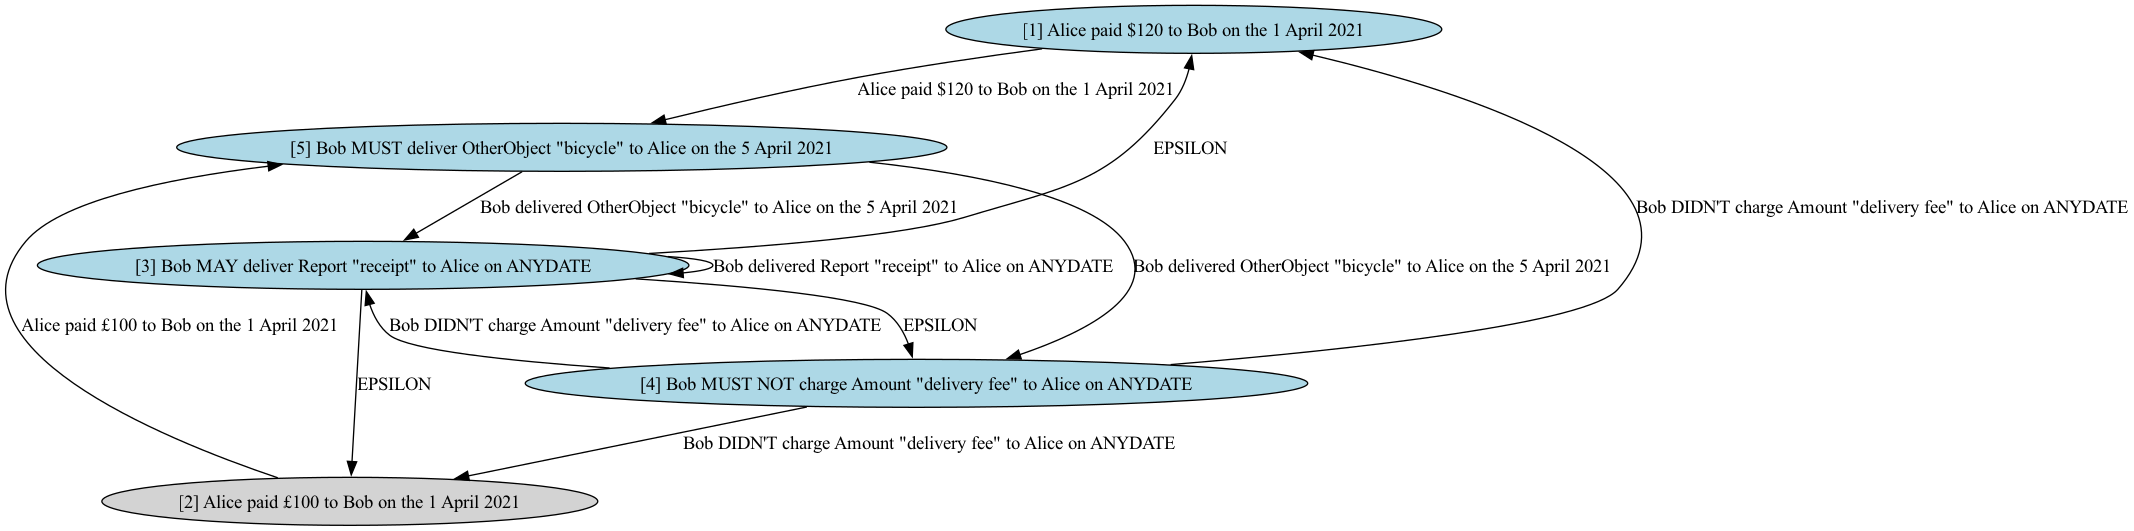 [1] Alice paid $120 to Bob on the 1 April 2021
Alice paid $120 to Bob on the 1 April 2021
[5] Bob MUST deliver OtherObject "bicycle" to Alice on the 5 April 2021
EPSILON
Bob delivered OtherObject "bicycle" to Alice on the 5 April 2021
Bob DIDN'T charge Amount "delivery fee" to Alice on ANYDATE
[3] Bob MAY deliver Report "receipt" to Alice on ANYDATE
Bob delivered Report "receipt" to Alice on ANYDATE
Bob delivered OtherObject "bicycle" to Alice on the 5 April 2021
Alice paid £100 to Bob on the 1 April 2021
Bob DIDN'T charge Amount "delivery fee" to Alice on ANYDATE
EPSILON
EPSILON
[4] Bob MUST NOT charge Amount "delivery fee" to Alice on ANYDATE
Bob DIDN'T charge Amount "delivery fee" to Alice on ANYDATE
[2] Alice paid £100 to Bob on the 1 April 2021